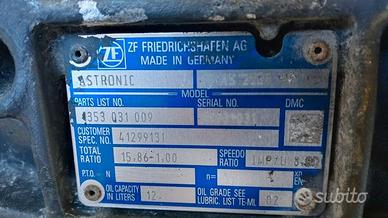 ZF
ZF FRIEDRICHSHAFEN AG
MADE IN GERMANY
ASTRONIC
MODEL
PARTS LIST NO.
SERIAL NO.
DMC
1353 031 009
CUSTOMER SPEC. NO.
41299131
TOTAL RATIO
15.86-1.00
SPEEDO RATIO
P.T.O.
N
n=
OIL CAPACITY IN LITERS
12.
OIL GRADE SEE LUBRIC. LIST TE-ML
02
subito